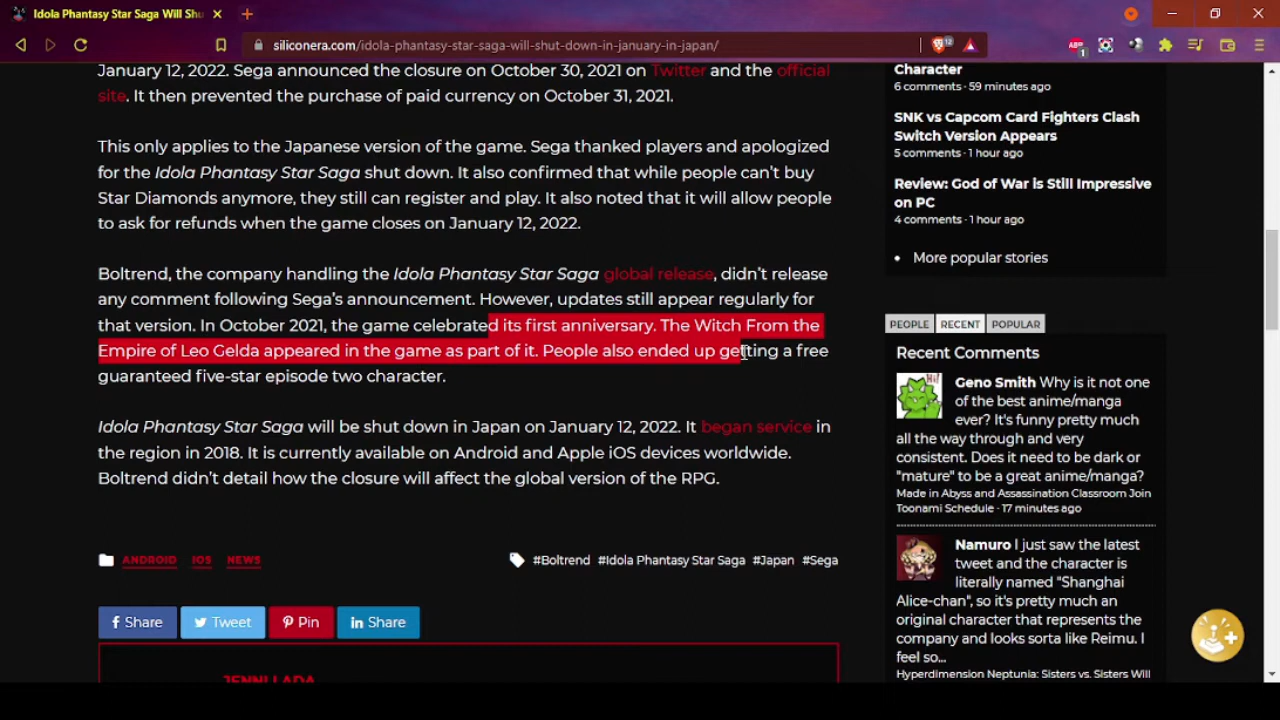 Idola Phantasy Star Saga Will Shu
siliconera.com/idola-phantasy-star-saga-will-shut-down-in-january-in-japan/
12
ABP
1
January 12, 2022. Sega announced the closure on October 30, 2021 on Twitter and the official
site. It then prevented the purchase of paid currency on October 31, 2021.
This only applies to the Japanese version of the game. Sega thanked players and apologized
for the Idola Phantasy Star Saga shut down. It also confirmed that while people can’t buy
Star Diamonds anymore, they still can register and play. It also noted that it will allow people
to ask for refunds when the game closes on January 12, 2022.
Boltrend, the company handling the Idola Phantasy Star Saga global release, didn’t release
any comment following Sega’s announcement. However, updates still appear regularly for
that version. In October 2021, the game celebrated its first anniversary. The Witch From the
Empire of Leo Gelda appeared in the game as part of it. People also ended up getting a free
guaranteed five-star episode two character.
Idola Phantasy Star Saga will be shut down in Japan on January 12, 2022. It began service in
the region in 2018. It is currently available on Android and Apple iOS devices worldwide.
Boltrend didn’t detail how the closure will affect the global version of the RPG.
ANDROID IOS NEWS
#Boltrend #Idola Phantasy Star Saga #Japan #Sega
Share Tweet Pin Share
JENNI LADA
Character
6 comments · 59 minutes ago
SNK vs Capcom Card Fighters Clash
Switch Version Appears
5 comments · 1 hour ago
Review: God of War is Still Impressive
on PC
4 comments · 1 hour ago
• More popular stories
PEOPLE RECENT POPULAR
Recent Comments
Hi!
Geno Smith Why is it not one
of the best anime/manga
ever? It's funny pretty much
all the way through and very
consistent. Does it need to be dark or
"mature" to be a great anime/manga?
Made in Abyss and Assassination Classroom Join
Toonami Schedule · 17 minutes ago
Namuro I just saw the latest
tweet and the character is
literally named "Shanghai
Alice-chan", so it's pretty much an
original character that represents the
company and looks sorta like Reimu. I
feel so...
Hyperdimension Neptunia: Sisters vs. Sisters Will